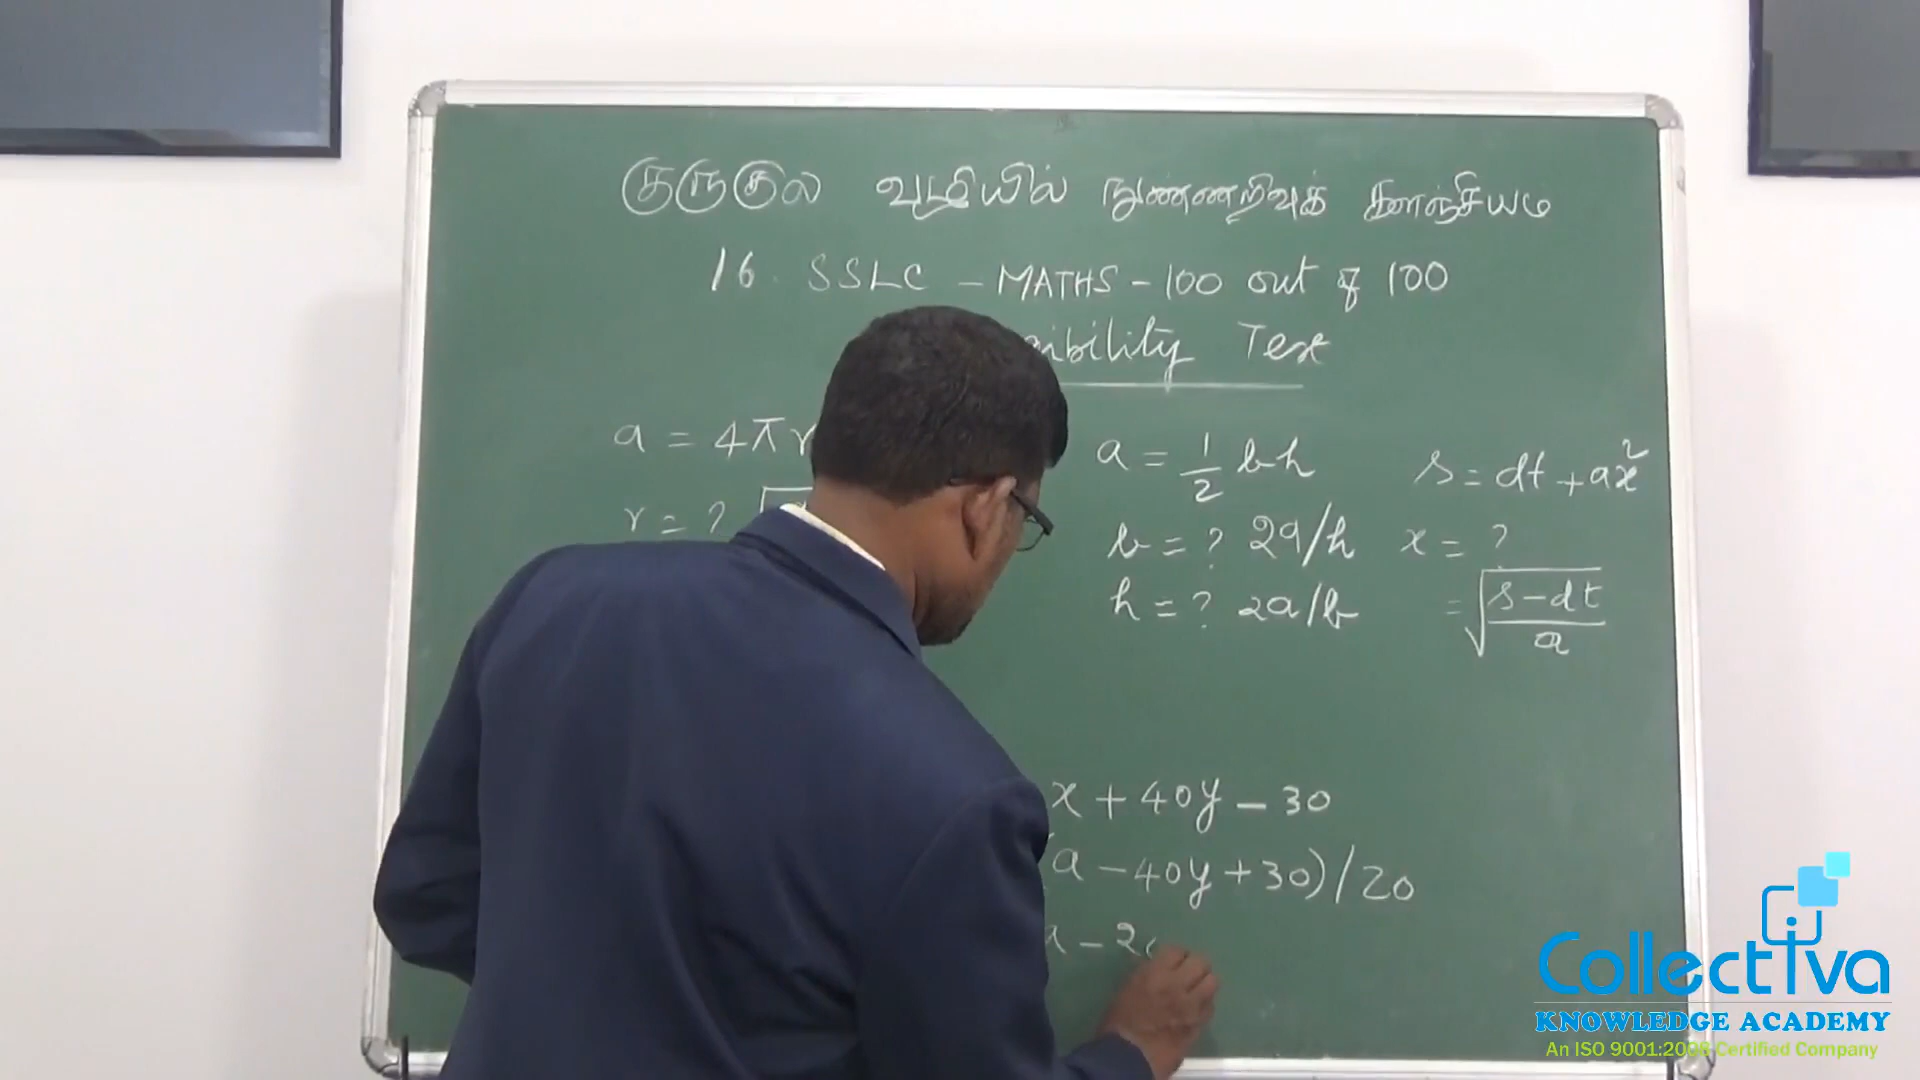 குருகுல வழியில் நுண்ணறிவுக் களஞ்சியம்
16. SSLC - MATHS - 100 out of 100
ibility Test
a = 4πr
r = ?
a = 1/2 bh
b = ? 2a/h
h = ? 2a/b
s = dt + ax²
x = ?
= √((s-dt)/a)
x + 40y - 30
(a - 40y + 30)/20
a - 20
Collectiva
KNOWLEDGE ACADEMY
An ISO 9001:2008 Certified Company